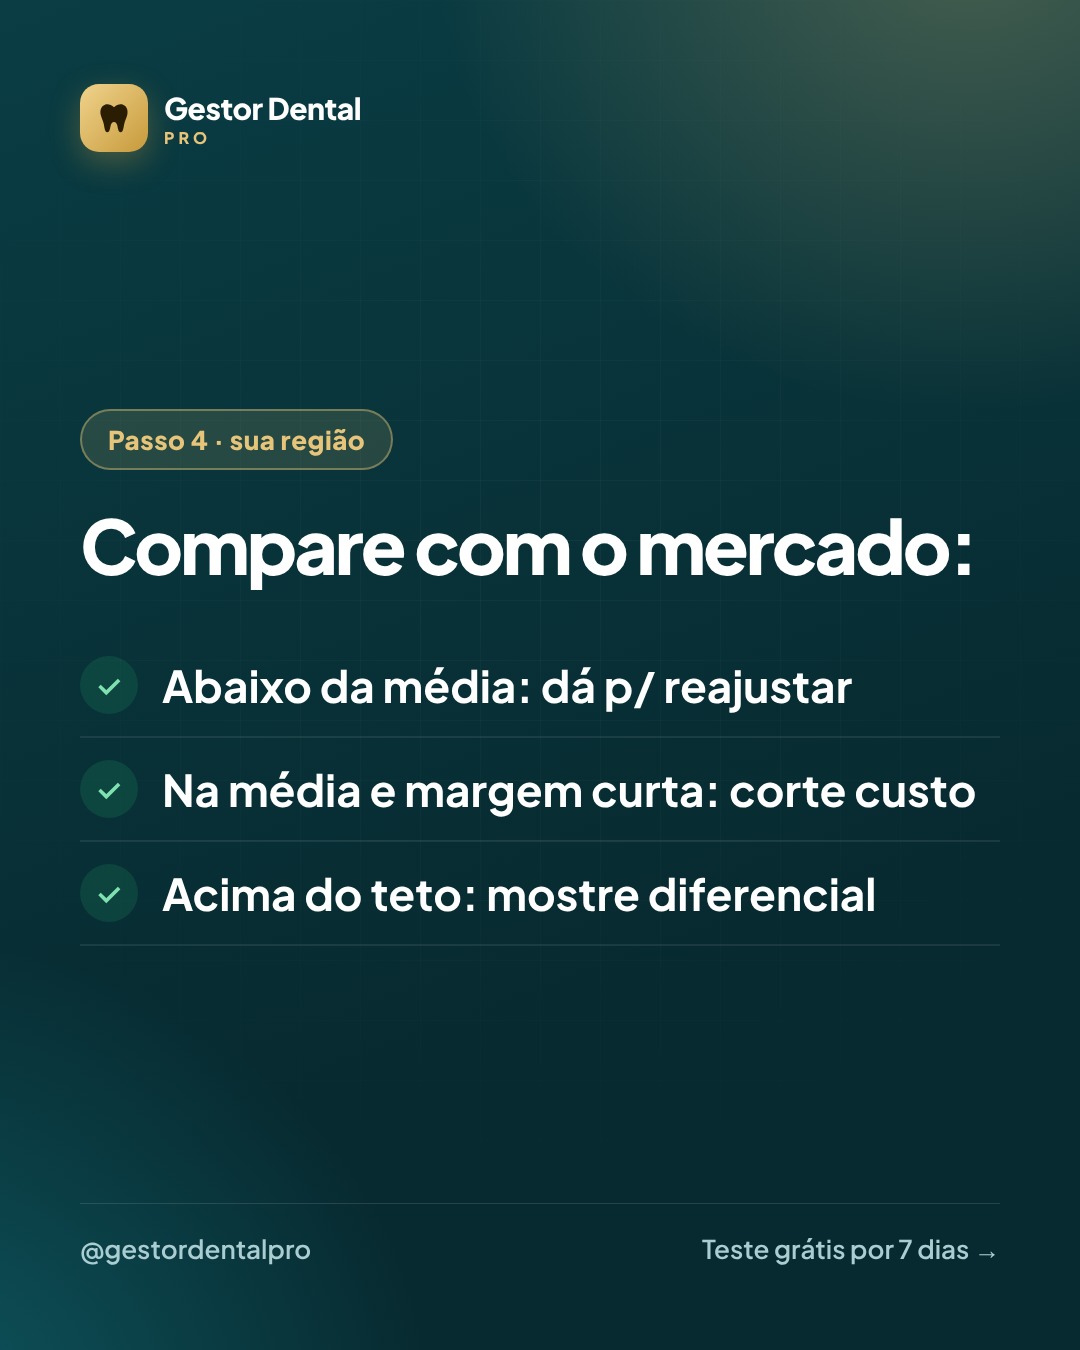 Gestor Dental
PRO
Passo 4 · sua região
Compare com o mercado:
Abaixo da média: dá p/ reajustar
Na média e margem curta: corte custo
Acima do teto: mostre diferencial
@gestordentalpro
Teste grátis por 7 dias →